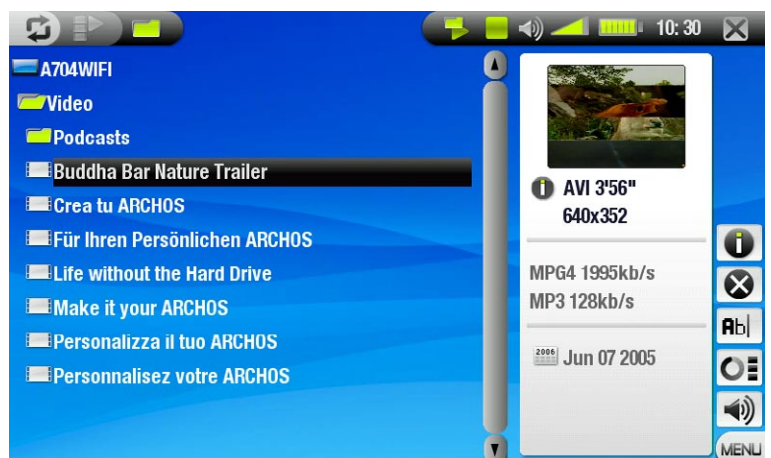 10:30
A704WIFI
Video
Podcasts
Buddha Bar Nature Trailer
Crea tu ARCHOS
Für Ihren Persönlichen ARCHOS
Life without the Hard Drive
Make it your ARCHOS
Personalizza il tuo ARCHOS
Personnalisez votre ARCHOS
AVI 3'56"
640x352
MPG4 1995kb/s
MP3 128kb/s
2006
Jun 07 2005
Ab
MENU